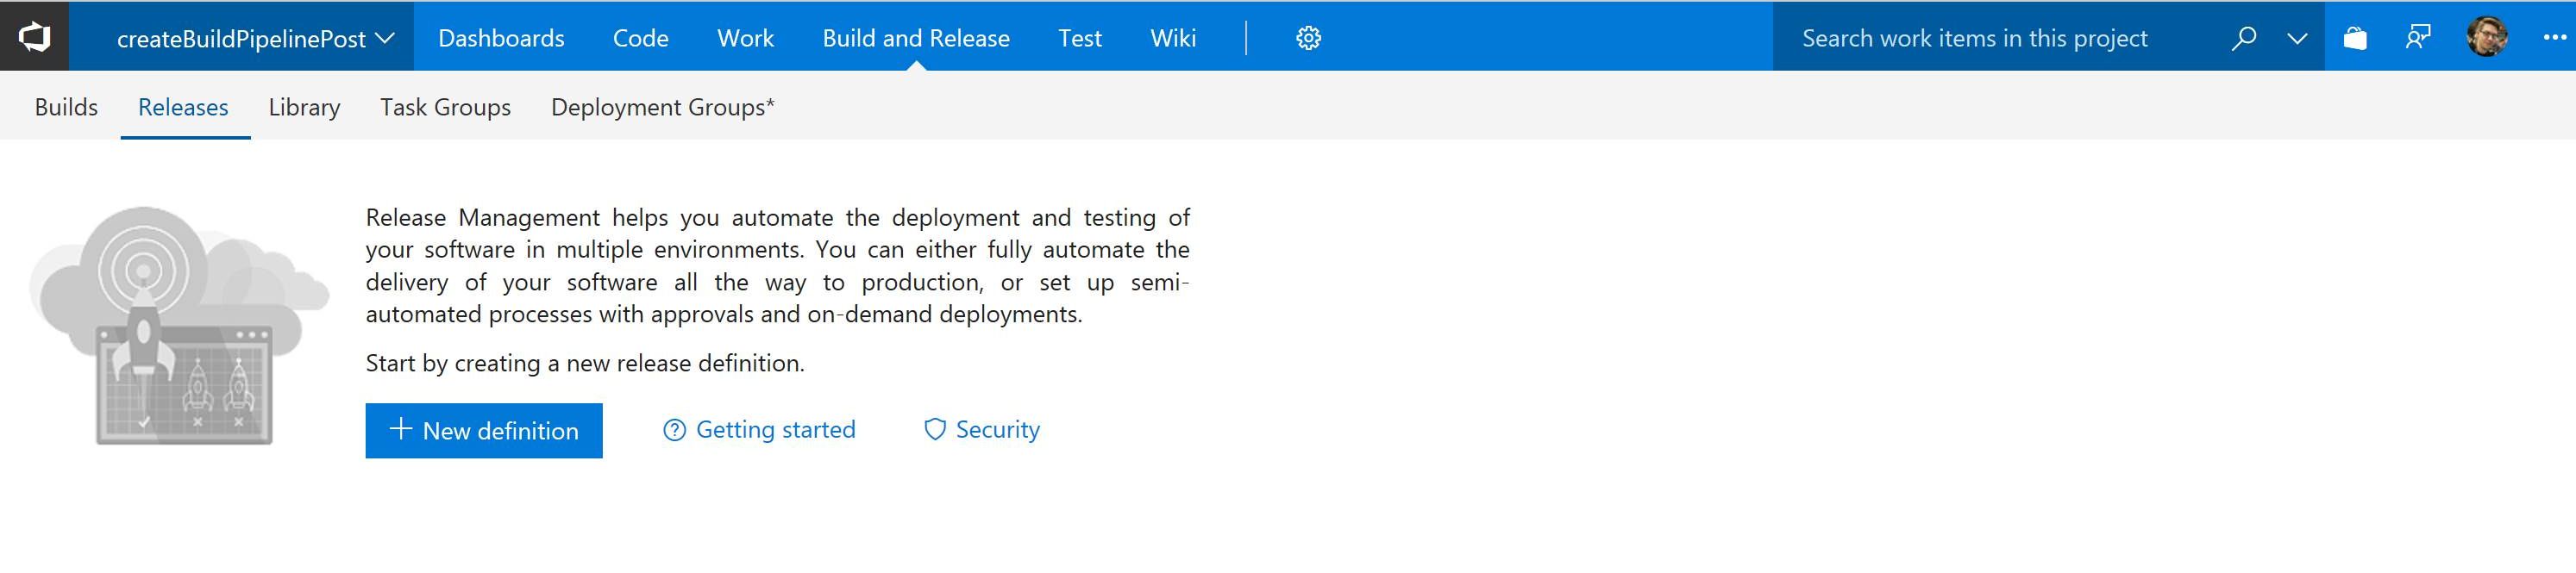 createBuildPipelinePost Dashboards Code Work Build and Release Test Wiki Search work items in this project
Builds Releases Library Task Groups Deployment Groups*
Release Management helps you automate the deployment and testing of
your software in multiple environments. You can either fully automate the
delivery of your software all the way to production, or set up semi-
automated processes with approvals and on-demand deployments.
Start by creating a new release definition.
New definition Getting started Security